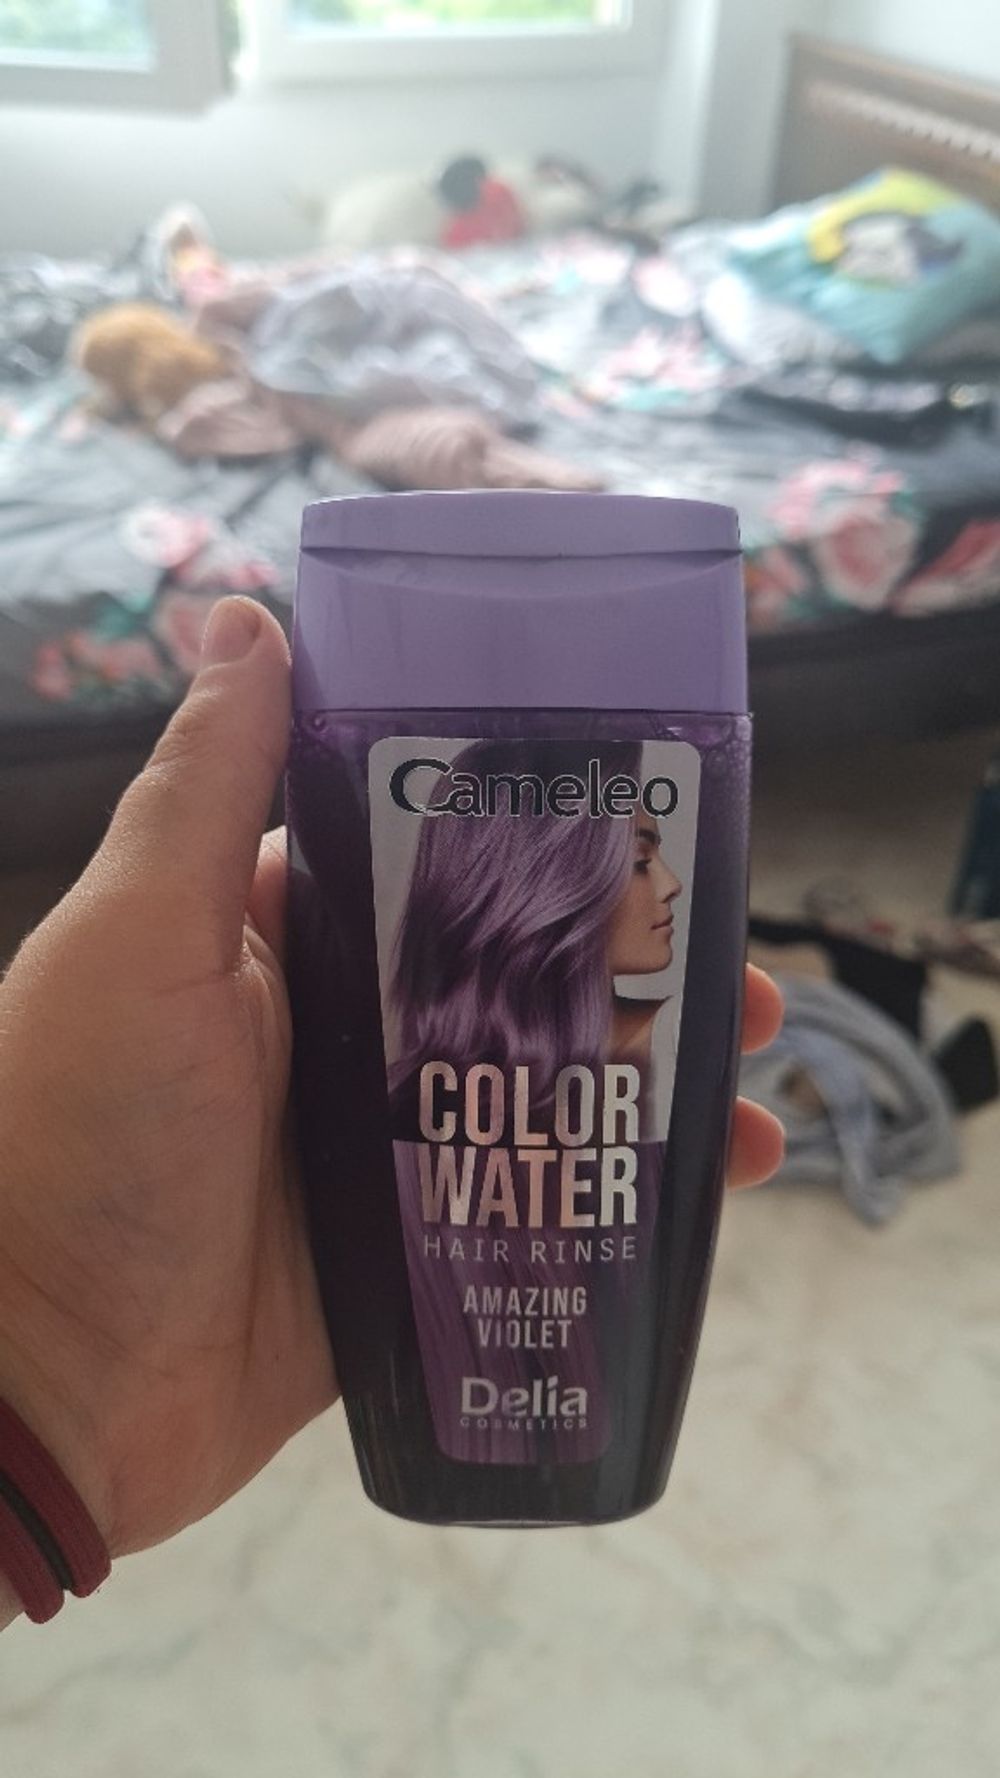 Cameleo
COLOR
WATER
HAIR RINSE
AMAZING
VIOLET
Delia
COSMETICS